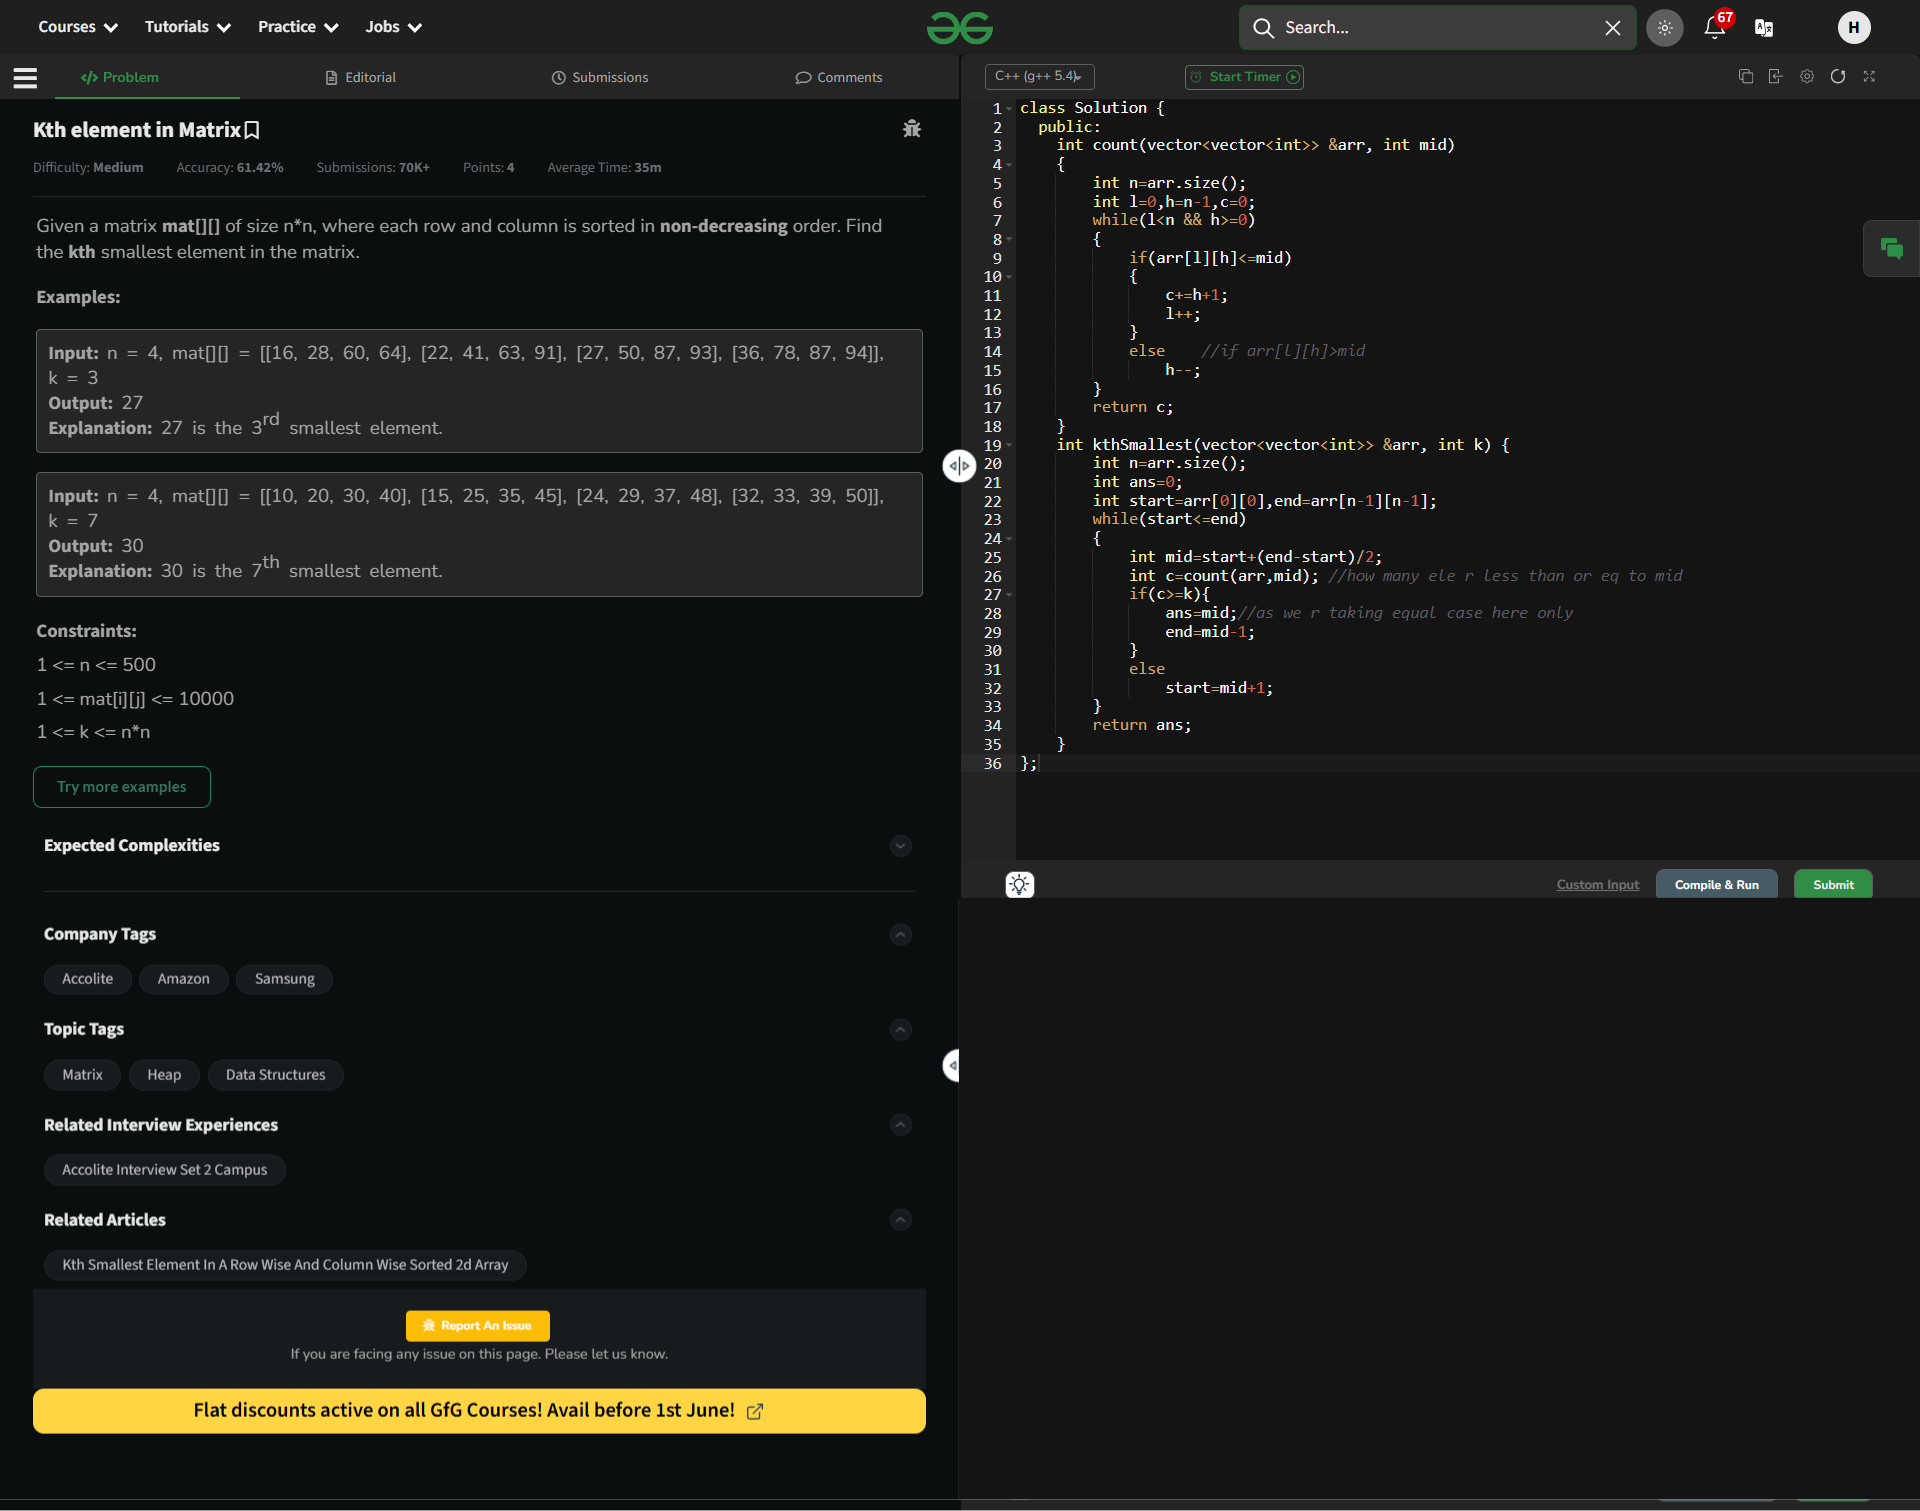 Courses Tutorials Practice Jobs Search... 67 H
Problem Editorial Submissions Comments
Kth element in Matrix
Difficulty: Medium Accuracy: 61.42% Submissions: 70K+ Points: 4 Average Time: 35m
Given a matrix mat[][] of size n*n, where each row and column is sorted in non-decreasing order. Find
the kth smallest element in the matrix.
Examples:
Input: n = 4, mat[][] = [[16, 28, 60, 64], [22, 41, 63, 91], [27, 50, 87, 93], [36, 78, 87, 94]],
k = 3
Output: 27
Explanation: 27 is the 3rd smallest element.
Input: n = 4, mat[][] = [[10, 20, 30, 40], [15, 25, 35, 45], [24, 29, 37, 48], [32, 33, 39, 50]],
k = 7
Output: 30
Explanation: 30 is the 7th smallest element.
Constraints:
1 <= n <= 500
1 <= mat[i][j] <= 10000
1 <= k <= n*n
Try more examples
Expected Complexities
Company Tags
Accolite Amazon Samsung
Topic Tags
Matrix Heap Data Structures
Related Interview Experiences
Accolite Interview Set 2 Campus
Related Articles
Kth Smallest Element In A Row Wise And Column Wise Sorted 2d Array
Report An Issue
If you are facing any issue on this page. Please let us know.
Flat discounts active on all GfG Courses! Avail before 1st June!
C++ (g++ 5.4) Start Timer
1 class Solution {
2 public:
3 int count(vector<vector<int>> &arr, int mid)
4 {
5 int n=arr.size();
6 int l=0,h=n-1,c=0;
7 while(l<n && h>=0)
8 {
9 if(arr[l][h]<=mid)
10 {
11 c+=h+1;
12 l++;
13 }
14 else //if arr[l][h]>mid
15 h--;
16 }
17 return c;
18 }
19 int kthSmallest(vector<vector<int>> &arr, int k) {
20 int n=arr.size();
21 int ans=0;
22 int start=arr[0][0],end=arr[n-1][n-1];
23 while(start<=end)
24 {
25 int mid=start+(end-start)/2;
26 int c=count(arr,mid); //how many ele r less than or eq to mid
27 if(c>=k){
28 ans=mid;//as we r taking equal case here only
29 end=mid-1;
30 }
31 else
32 start=mid+1;
33 }
34 return ans;
35 }
36 };
Custom Input Compile & Run Submit